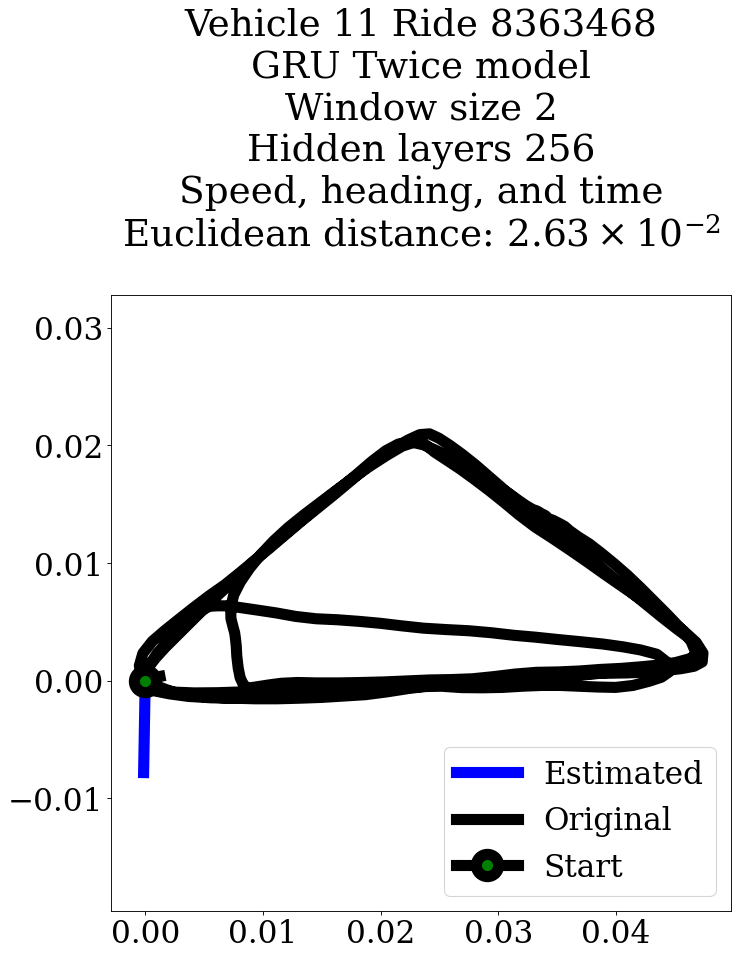 Vehicle 11 Ride 8363468
GRU Twice model
Window size 2
Hidden layers 256
Speed, heading, and time
Euclidean distance: 2.63 × 10⁻²
0.03
0.02
0.01
0.00
−0.01
Estimated
Original
Start
0.00 0.01 0.02 0.03 0.04